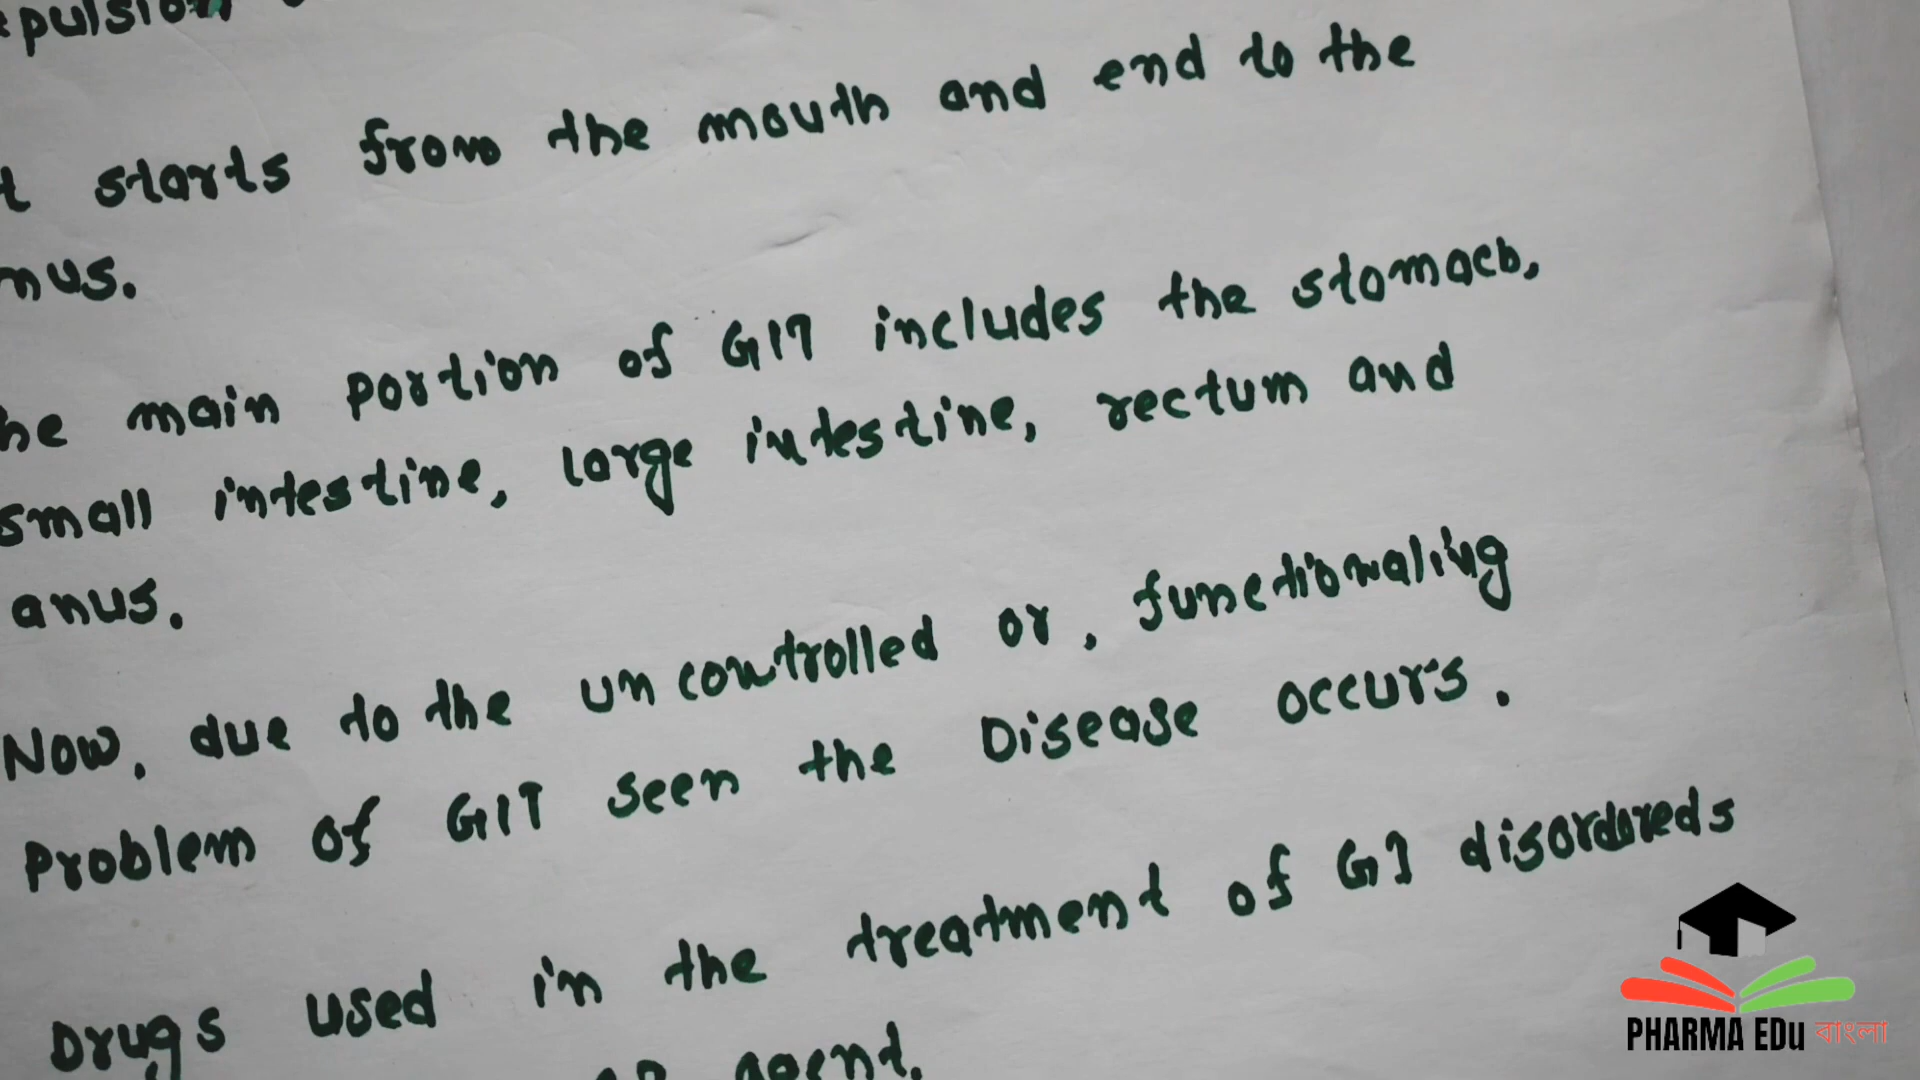 epulsion
t starts from the mouth and end to the
nus.
he main portion of GIT includes the stomach,
small intestine, large intestine, rectum and
anus.
Now, due to the uncontrolled or, functionaling
Problem of GIT seen the Disease occurs.
Drugs used in the treatment of GI disordereds
agent.
PHARMA EDu বাংলা